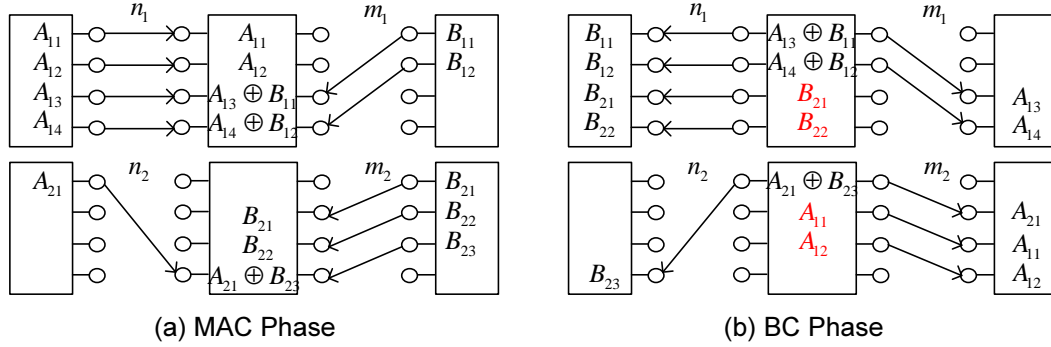 n₁ m₁
A₁₁ A₁₁ B₁₁
A₁₂ A₁₂ B₁₂
A₁₃ A₁₃ ⊕ B₁₁
A₁₄ A₁₄ ⊕ B₁₂
n₂ m₂
A₂₁ B₂₁
B₂₁ B₂₂
B₂₂ B₂₃
A₂₁ ⊕ B₂₃
(a) MAC Phase
n₁ m₁
B₁₁ A₁₃ ⊕ B₁₁
B₁₂ A₁₄ ⊕ B₁₂
B₂₁ B₂₁ A₁₃
B₂₂ B₂₂ A₁₄
n₂ m₂
A₂₁ ⊕ B₂₃
A₁₁ A₂₁
A₁₂ A₁₁
B₂₃ A₁₂
(b) BC Phase